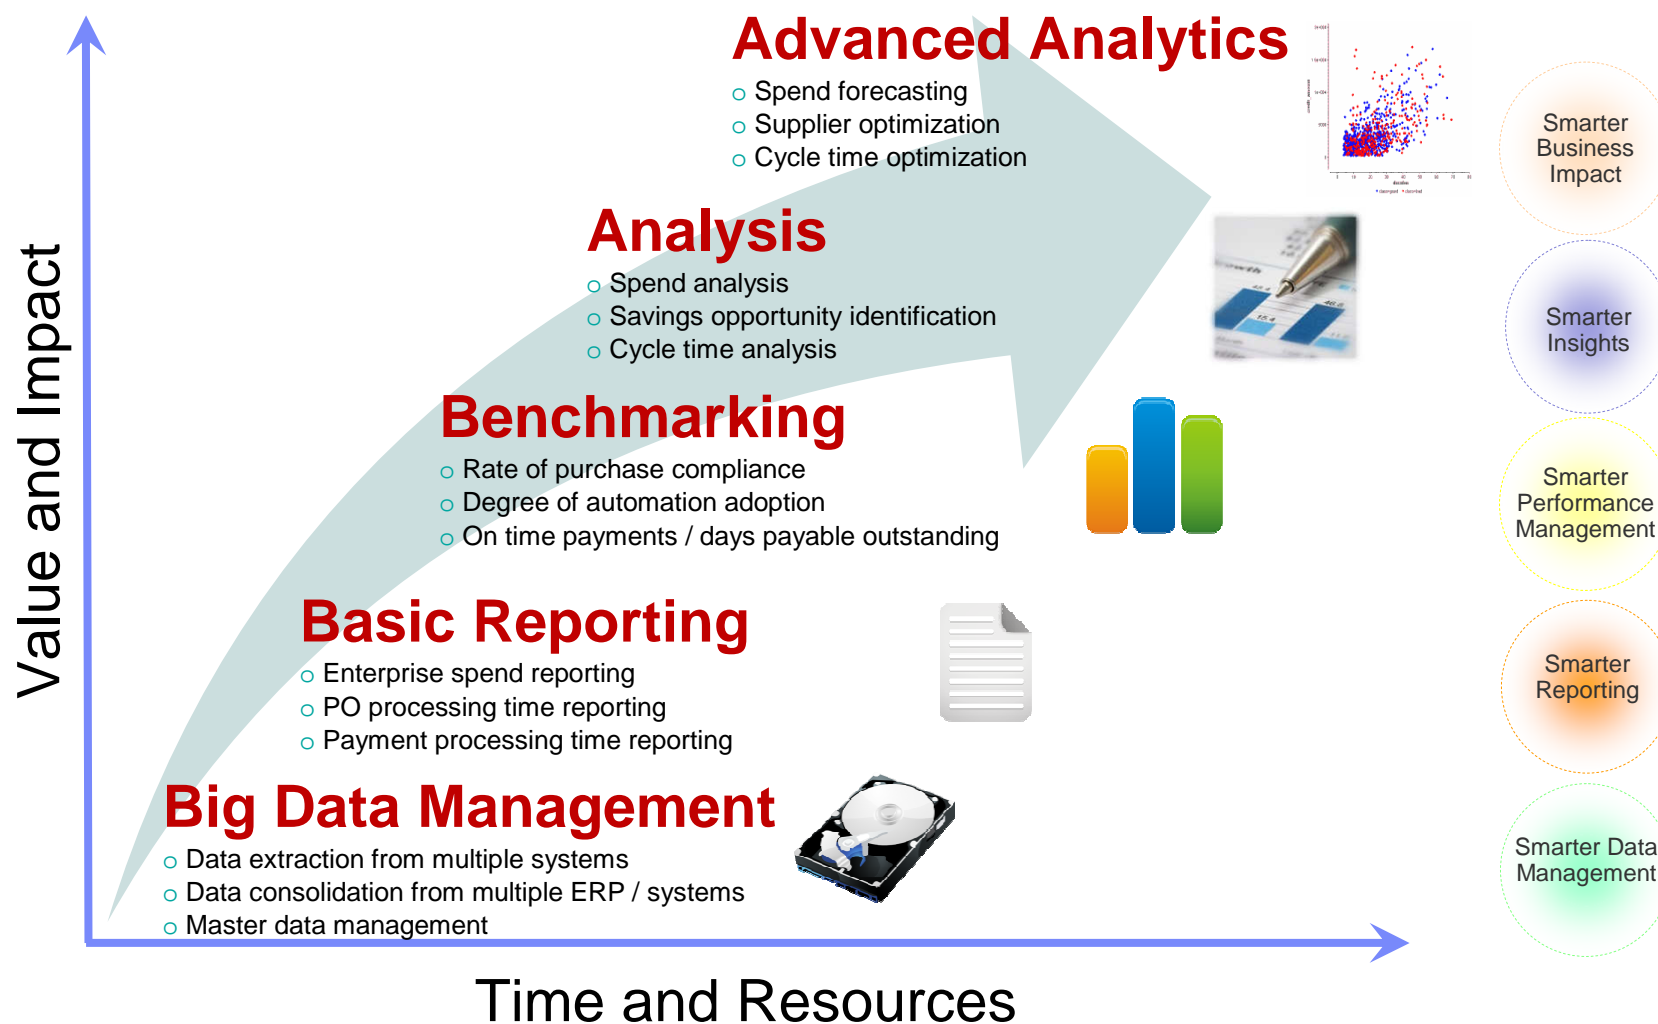 Advanced Analytics
Spend forecasting
Supplier optimization
Cycle time optimization
Analysis
Spend analysis
Savings opportunity identification
Cycle time analysis
Benchmarking
Rate of purchase compliance
Degree of automation adoption
On time payments / days payable outstanding
Basic Reporting
Enterprise spend reporting
PO processing time reporting
Payment processing time reporting
Big Data Management
Data extraction from multiple systems
Data consolidation from multiple ERP / systems
Master data management
Value and Impact
Time and Resources
Smarter
Business
Impact
Smarter
Insights
Smarter
Performance
Management
Smarter
Reporting
Smarter Data
Management